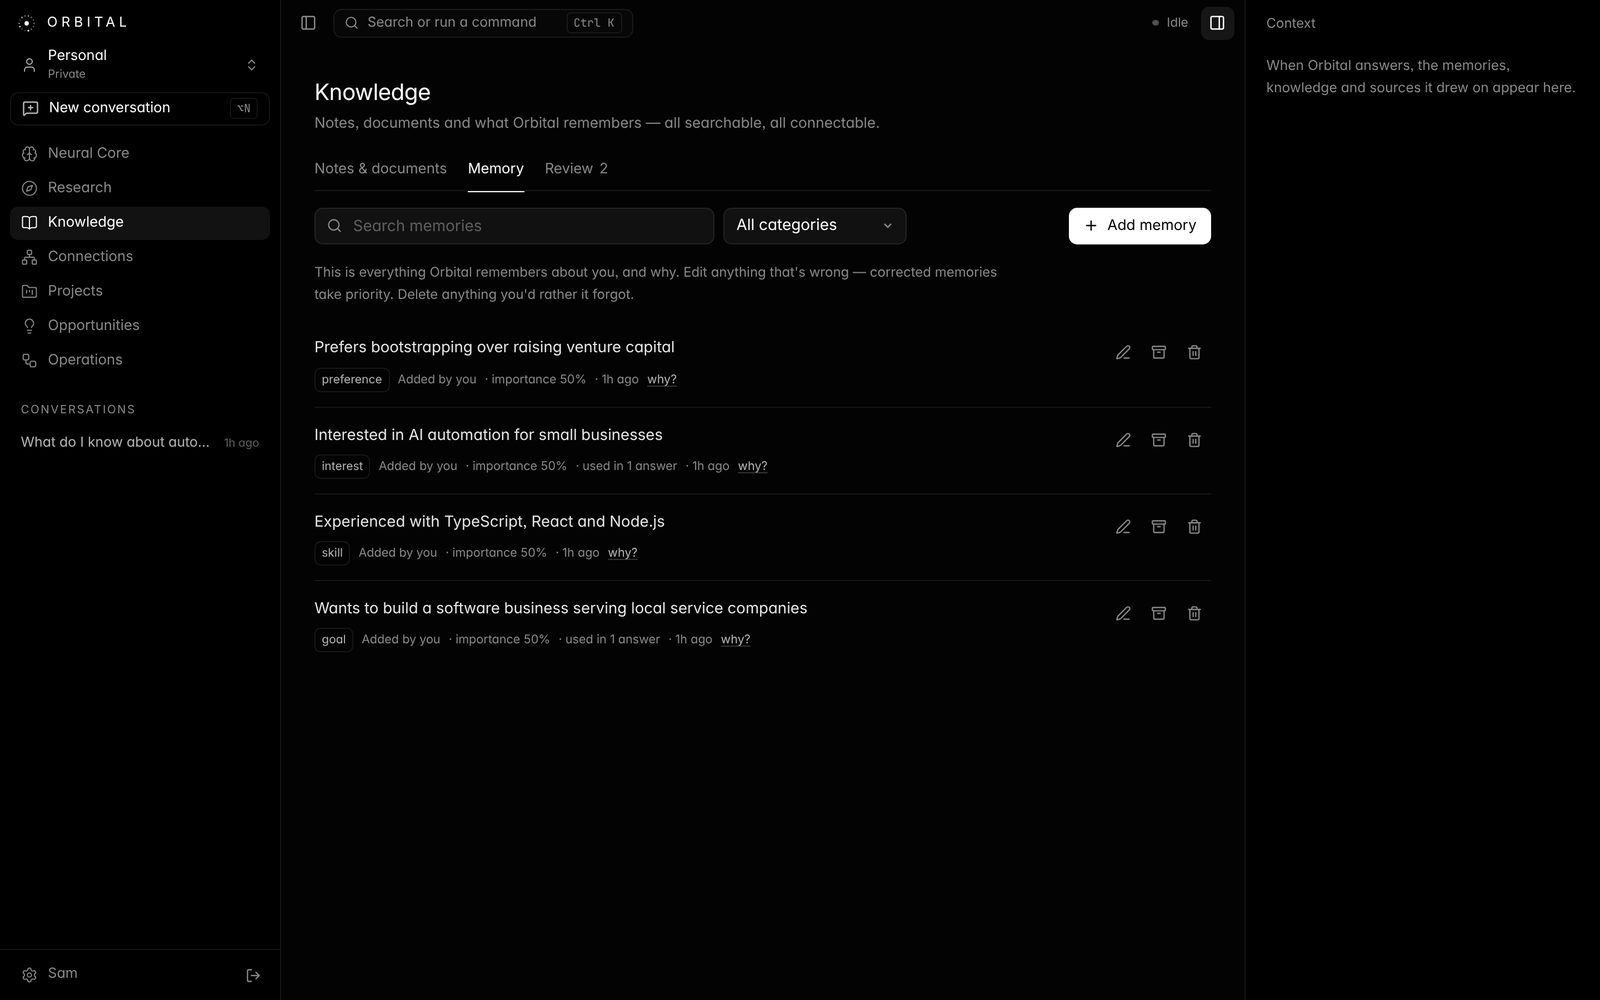 ORBITAL
Personal
Private
New conversation ⌥N
Neural Core
Research
Knowledge
Connections
Projects
Opportunities
Operations
CONVERSATIONS
What do I know about auto... 1h ago
Sam
Search or run a command Ctrl K
Idle
Knowledge
Notes, documents and what Orbital remembers — all searchable, all connectable.
Notes & documents Memory Review 2
Search memories All categories + Add memory
This is everything Orbital remembers about you, and why. Edit anything that's wrong — corrected memories
take priority. Delete anything you'd rather it forgot.
Prefers bootstrapping over raising venture capital
preference Added by you · importance 50% · 1h ago why?
Interested in AI automation for small businesses
interest Added by you · importance 50% · used in 1 answer · 1h ago why?
Experienced with TypeScript, React and Node.js
skill Added by you · importance 50% · 1h ago why?
Wants to build a software business serving local service companies
goal Added by you · importance 50% · used in 1 answer · 1h ago why?
Context
When Orbital answers, the memories,
knowledge and sources it drew on appear here.